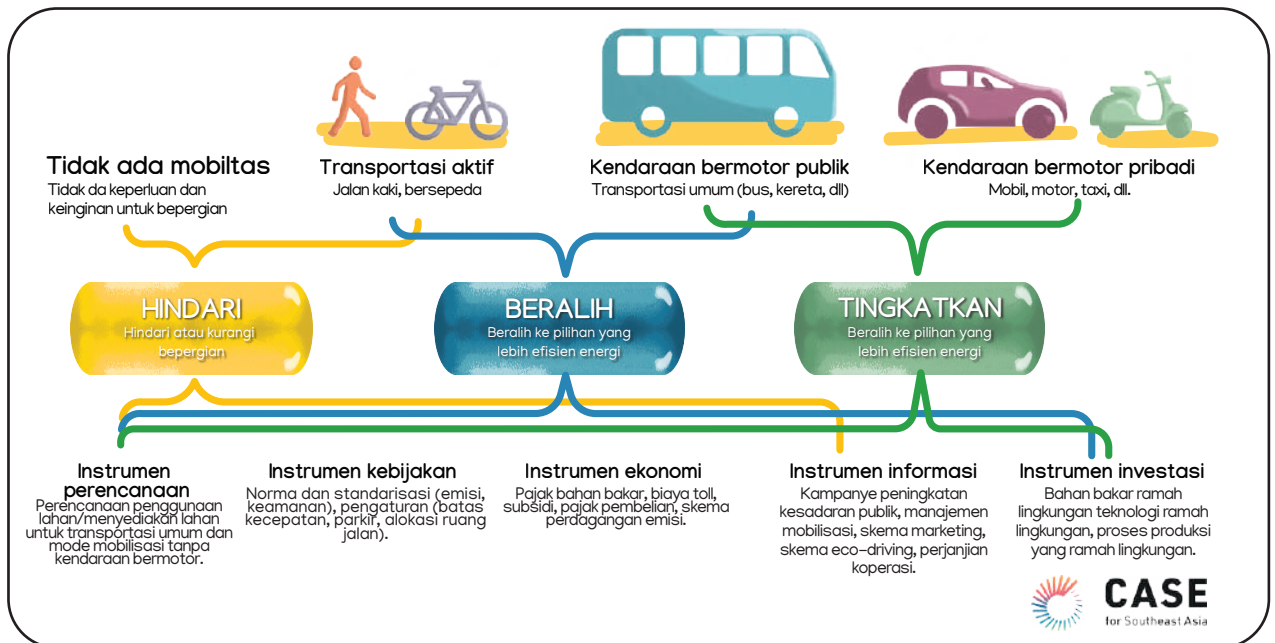 Tidak ada mobiltas
Tidak da keperluan dan
keinginan untuk bepergian
Transportasi aktif
Jalan kaki, bersepeda
Kendaraan bermotor publik
Transportasi umum (bus, kereta, dll)
Kendaraan bermotor pribadi
Mobil, motor, taxi, dll.
HINDARI
Hindari atau kurangi
bepergian
BERALIH
Beralih ke pilihan yang
lebih efisien energi
TINGKATKAN
Beralih ke pilihan yang
lebih efisien energi
Instrumen
perencanaan
Perencanaan penggunaan
lahan/menyediakan lahan
untuk transportasi umum dan
mode mobilisasi tanpa
kendaraan bermotor.
Instrumen kebijakan
Norma dan standarisasi (emisi,
keamanan), pengaturan (batas
kecepatan, parkir, alokasi ruang
jalan).
Instrumen ekonomi
Pajak bahan bakar, biaya toll,
subsidi, pajak pembelian, skema
perdagangan emisi.
Instrumen informasi
Kampanye peningkatan
kesadaran publik, manajemen
mobilisasi, skema marketing,
skema eco-driving, perjanjian
koperasi.
Instrumen investasi
Bahan bakar ramah
lingkungan teknologi ramah
lingkungan, proses produksi
yang ramah lingkungan.
CASE
for Southeast Asia